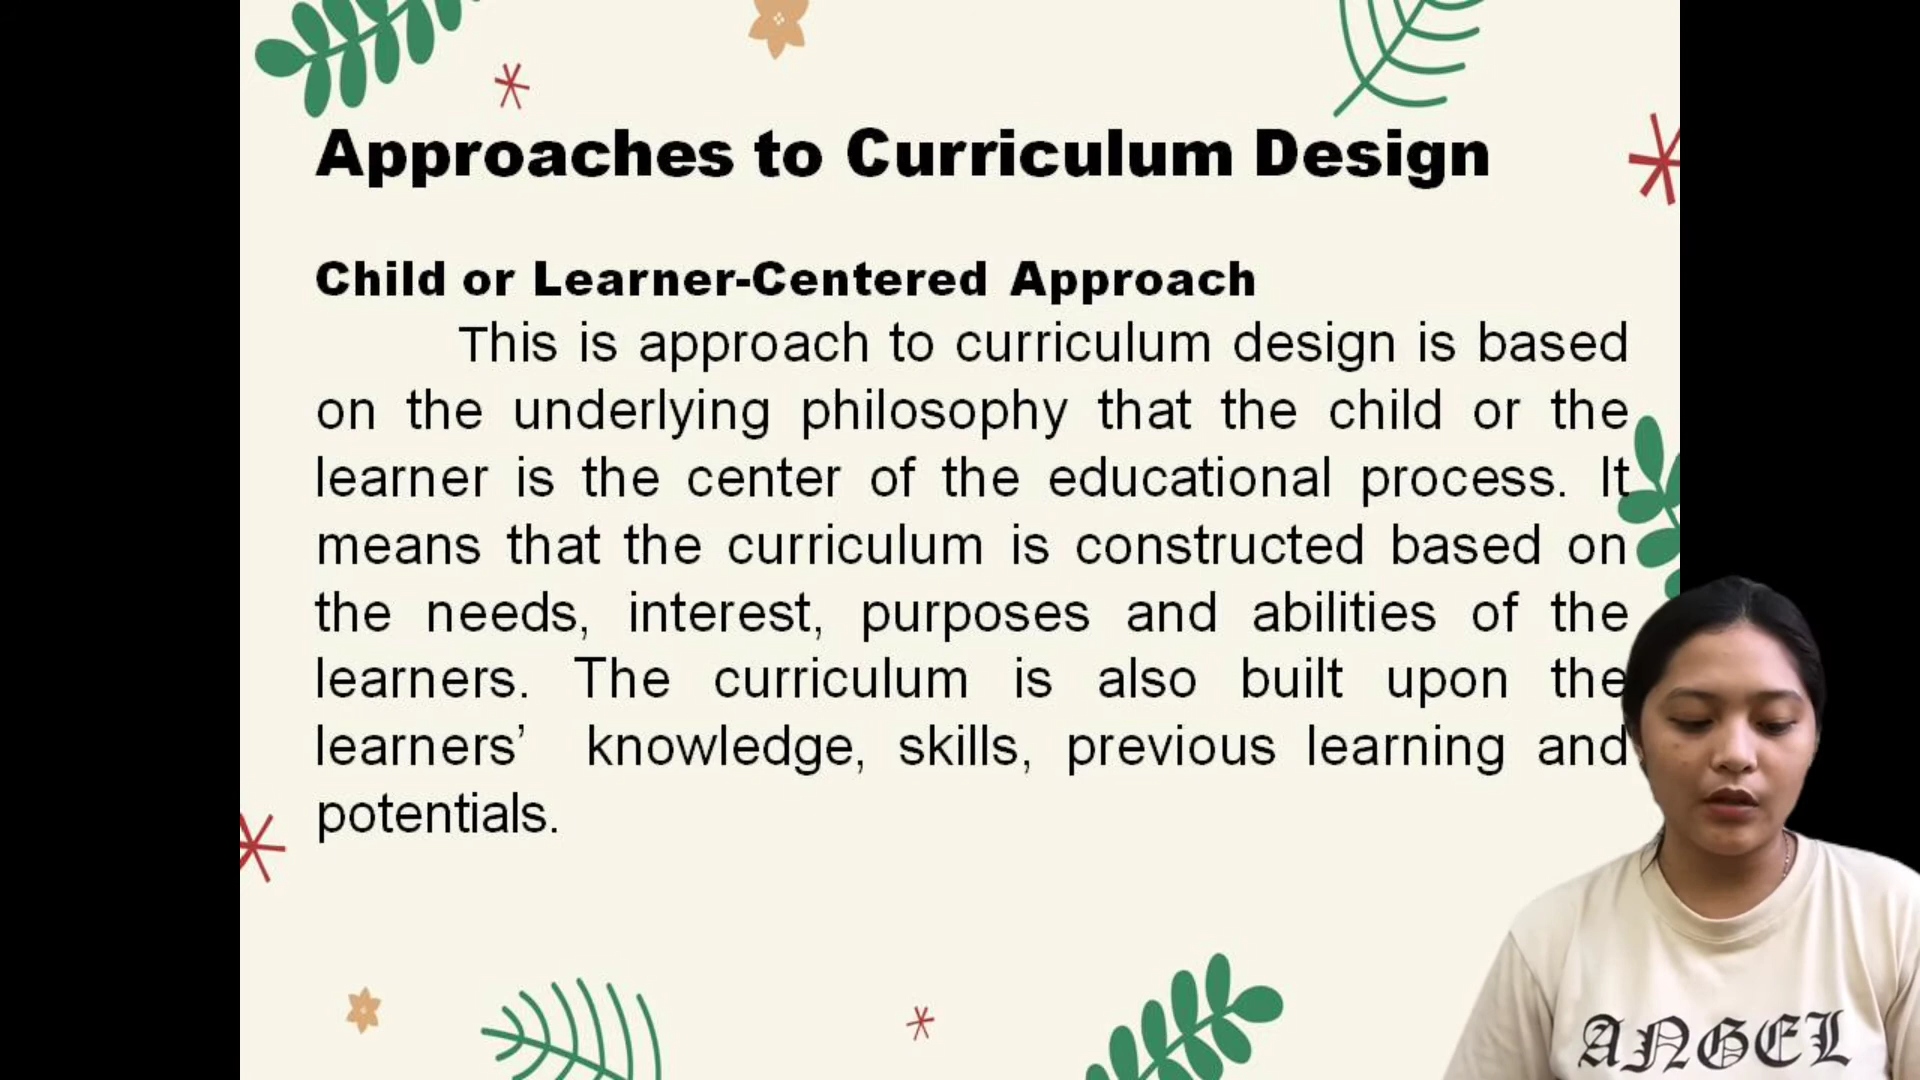 Approaches to Curriculum Design
Child or Learner-Centered Approach
This is approach to curriculum design is based
on the underlying philosophy that the child or the
learner is the center of the educational process. It
means that the curriculum is constructed based on
the needs, interest, purposes and abilities of the
learners. The curriculum is also built upon the
learners’ knowledge, skills, previous learning and
potentials.
ANGEL